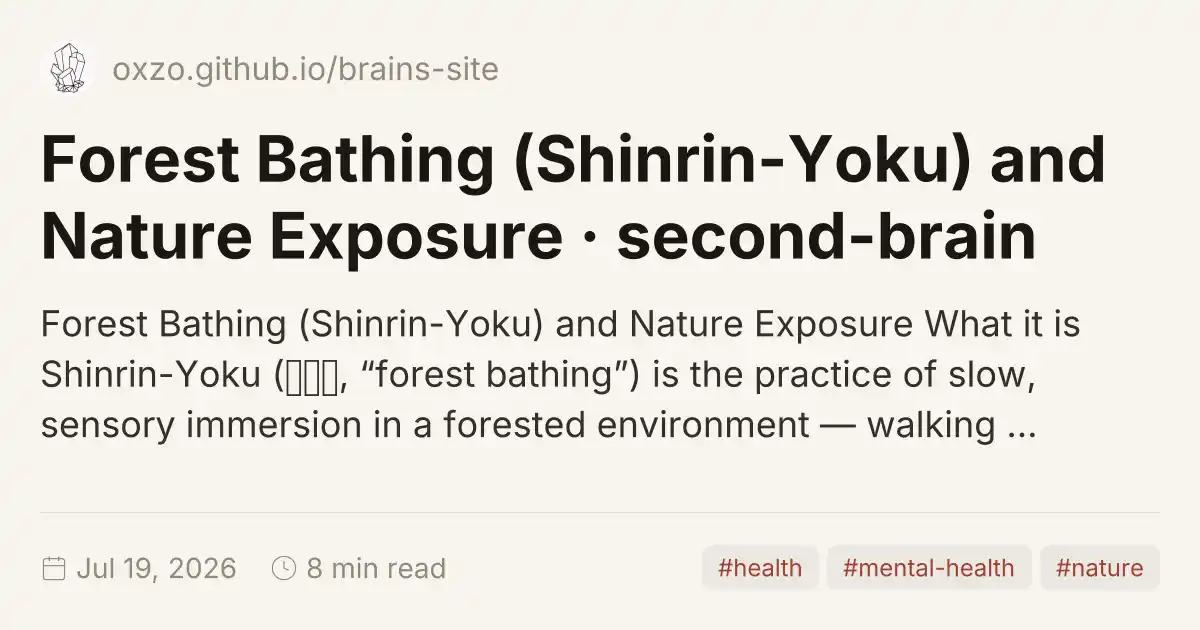 oxzo.github.io/brains-site
Forest Bathing (Shinrin-Yoku) and
Nature Exposure · second-brain
Forest Bathing (Shinrin-Yoku) and Nature Exposure What it is
Shinrin-Yoku (▯▯▯, “forest bathing”) is the practice of slow,
sensory immersion in a forested environment — walking ...
Jul 19, 2026
8 min read
#health
#mental-health
#nature